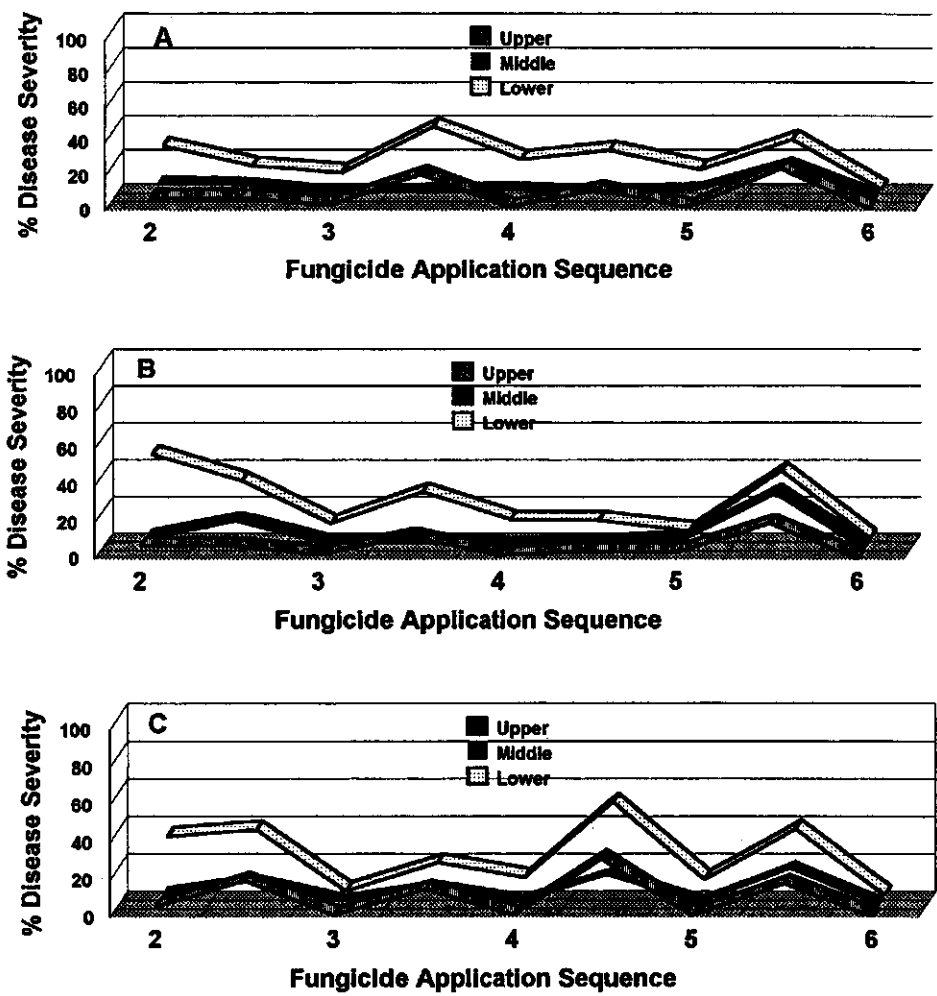 A
Upper
Middle
Lower
100
80
60
40
20
0
% Disease Severity
2 3 4 5 6
Fungicide Application Sequence
B
Upper
Middle
Lower
100
80
60
40
20
0
% Disease Severity
2 3 4 5 6
Fungicide Application Sequence
C
Upper
Middle
Lower
100
80
60
40
20
0
% Disease Severity
2 3 4 5 6
Fungicide Application Sequence